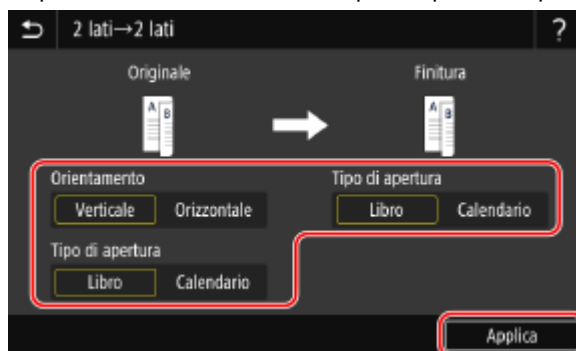 2 lati→2 lati ?
Originale Finitura
A B A B
Orientamento Tipo di apertura
Verticale Orizzontale Libro Calendario
Tipo di apertura
Libro Calendario
Applica